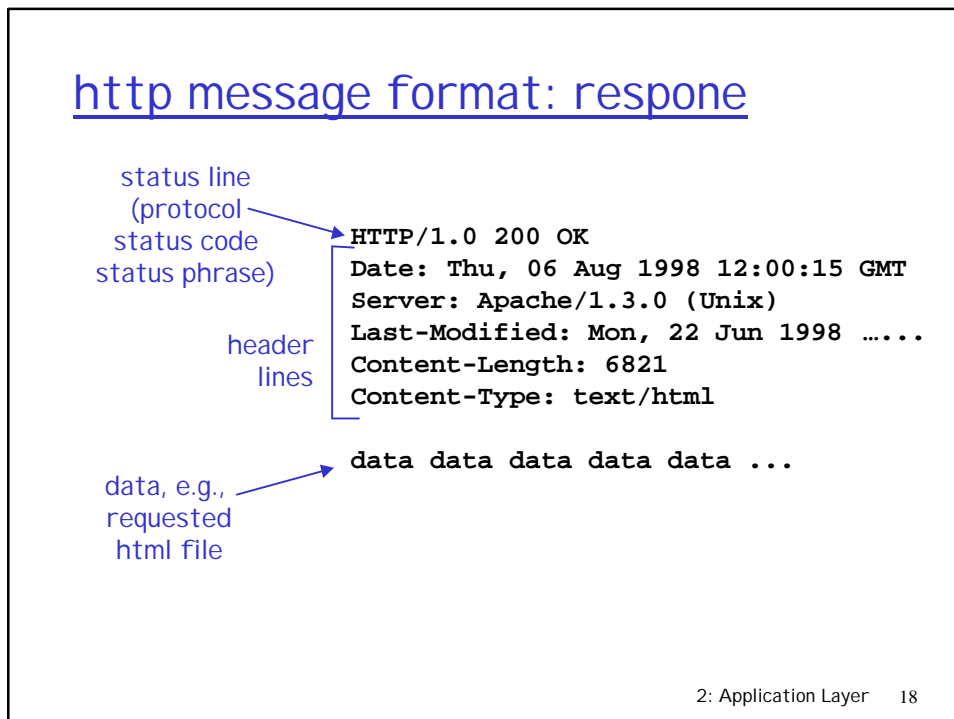 http message format: respone
status line
(protocol
status code
status phrase)
HTTP/1.0 200 OK
Date: Thu, 06 Aug 1998 12:00:15 GMT
Server: Apache/1.3.0 (Unix)
Last-Modified: Mon, 22 Jun 1998 …...
Content-Length: 6821
Content-Type: text/html
header
lines
data data data data data ...
data, e.g.,
requested
html file
2: Application Layer 18